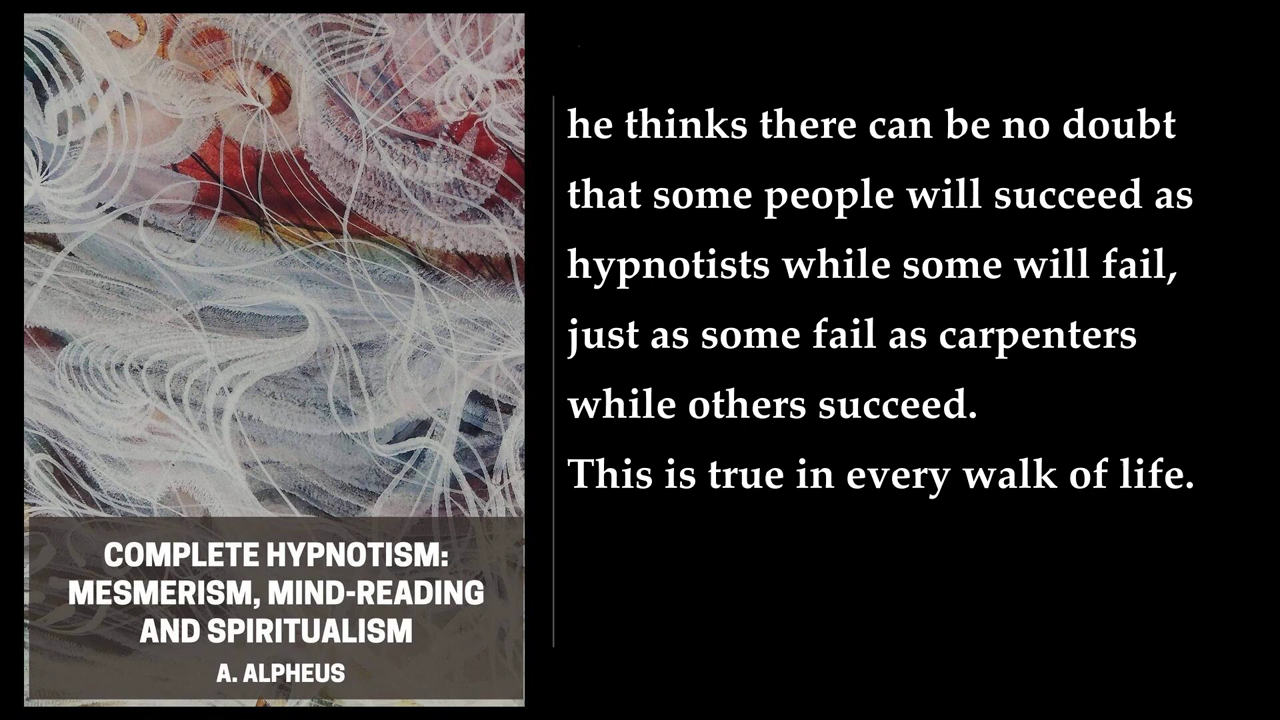 COMPLETE HYPNOTISM:
MESMERISM, MIND-READING
AND SPIRITUALISM
A. ALPHEUS
he thinks there can be no doubt
that some people will succeed as
hypnotists while some will fail,
just as some fail as carpenters
while others succeed.
This is true in every walk of life.